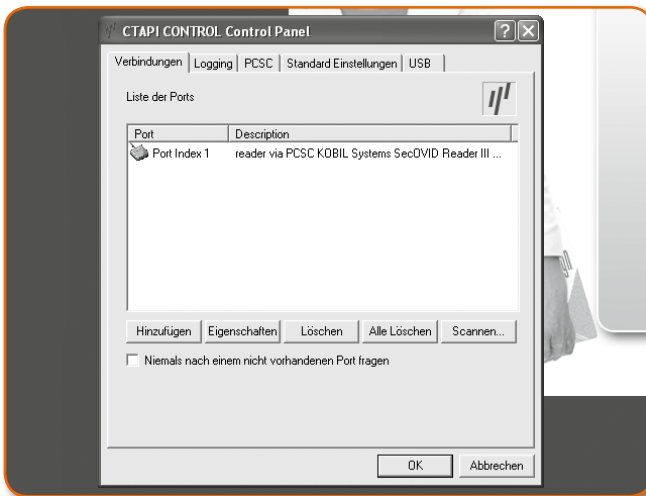 CTAPI CONTROL Control Panel
Verbindungen Logging PCSC Standard Einstellungen USB
Liste der Ports
Port Description
Port Index 1 reader via PCSC KOBIL Systems SecOVID Reader III ...
Hinzufügen Eigenschaften Löschen Alle Löschen Scannen...
Niemals nach einem nicht vorhandenen Port fragen
OK Abbrechen